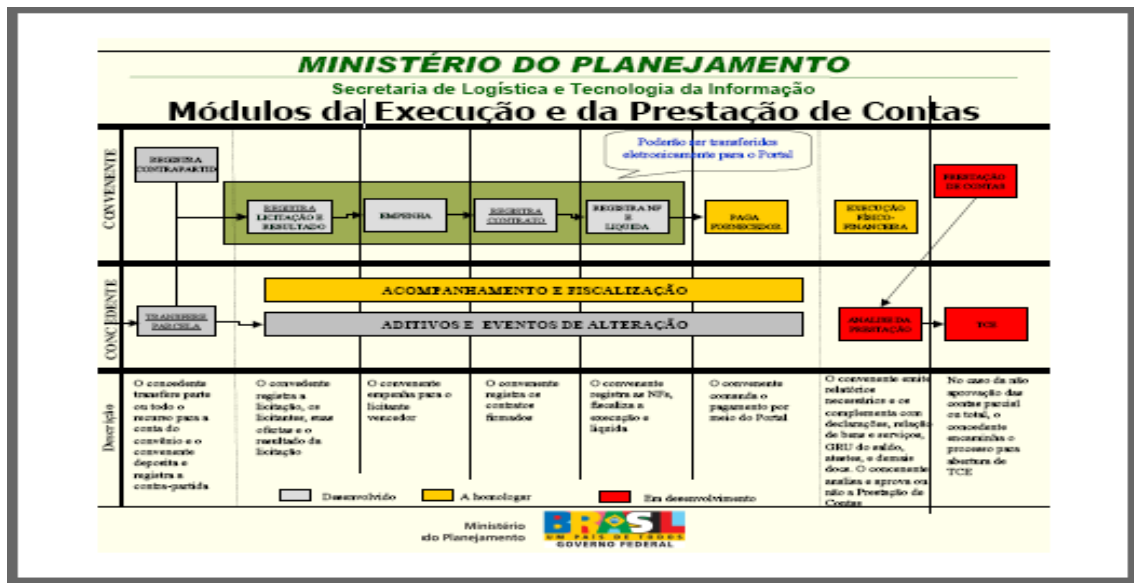 MINISTÉRIO DO PLANEJAMENTO
Secretaria de Logística e Tecnologia da Informação
Módulos da Execução e da Prestação de Contas
CONVENENTE
REGISTRA
CONTRAPARTID
Poderão ser transferidos
eletronicamente para o Portal
REGISTRA
LICITAÇÃO E
RESULTADO
EMPENHA
REGISTRA
CONTRATO
REGISTRA NF
E
LIQUIDA
PAGA
FORNECEDOR
EXECUÇÃO
FÍSICO-
FINANCEIRA
PRESTAÇÃO
DE CONTAS
CONCEDENTE
TRANSFERE
PARCELA
ACOMPANHAMENTO E FISCALIZAÇÃO
ADITIVOS E EVENTOS DE ALTERAÇÃO
ANALISE DA
PRESTAÇÃO
TCE
Descrição
O concedente
transfere parte
ou todo o
recurso para a
conta do
convênio e o
convenente
deposita e
registra a
contra-partida
O convedente
registra a
licitação, os
licitantes, suas
ofertas e o
resultado da
licitação
O convenente
empenha para o
licitante
vencedor
O convenente
registra os
contratos
firmados
O convenente
registra as NFs,
fiscaliza a
execução e
líquida
O convenente
comanda o
pagamento por
meio do Portal
O convenente emite
relatórios
necessários e os
complementa com
declarações, relação
de bens e serviços,
GRU do saldo,
atestes, e demais
docs. O concenente
analisa e aprova ou
não a Prestação de
Contas
No caso da não
aprovação das
contas parcial
ou total, o
concedente
encaminha o
processo para
abertura de
TCE
Desenvolvido
A homologar
Em desenvolvimento
Ministério
do Planejamento
BRASIL
UM PAÍS DE TODOS
GOVERNO FEDERAL